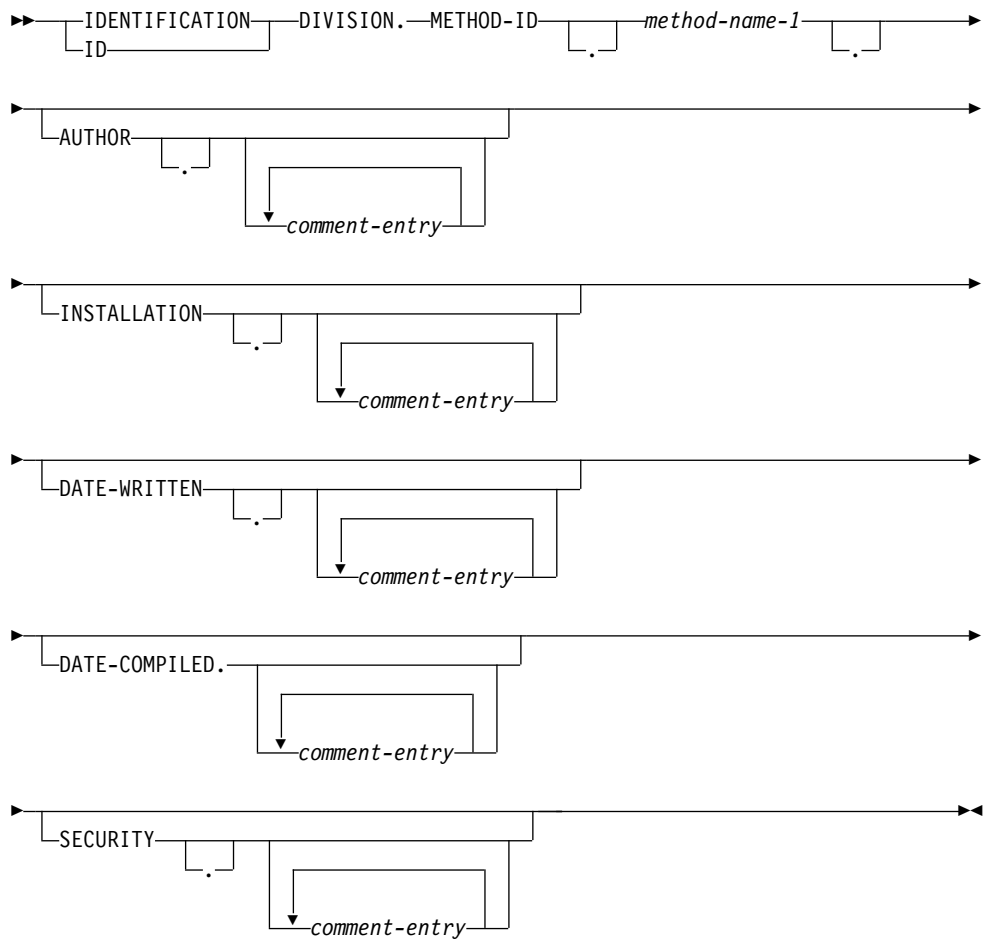 IDENTIFICATION DIVISION. METHOD-ID . method-name-1 .
ID
AUTHOR .
comment-entry
INSTALLATION .
comment-entry
DATE-WRITTEN .
comment-entry
DATE-COMPILED.
comment-entry
SECURITY .
comment-entry